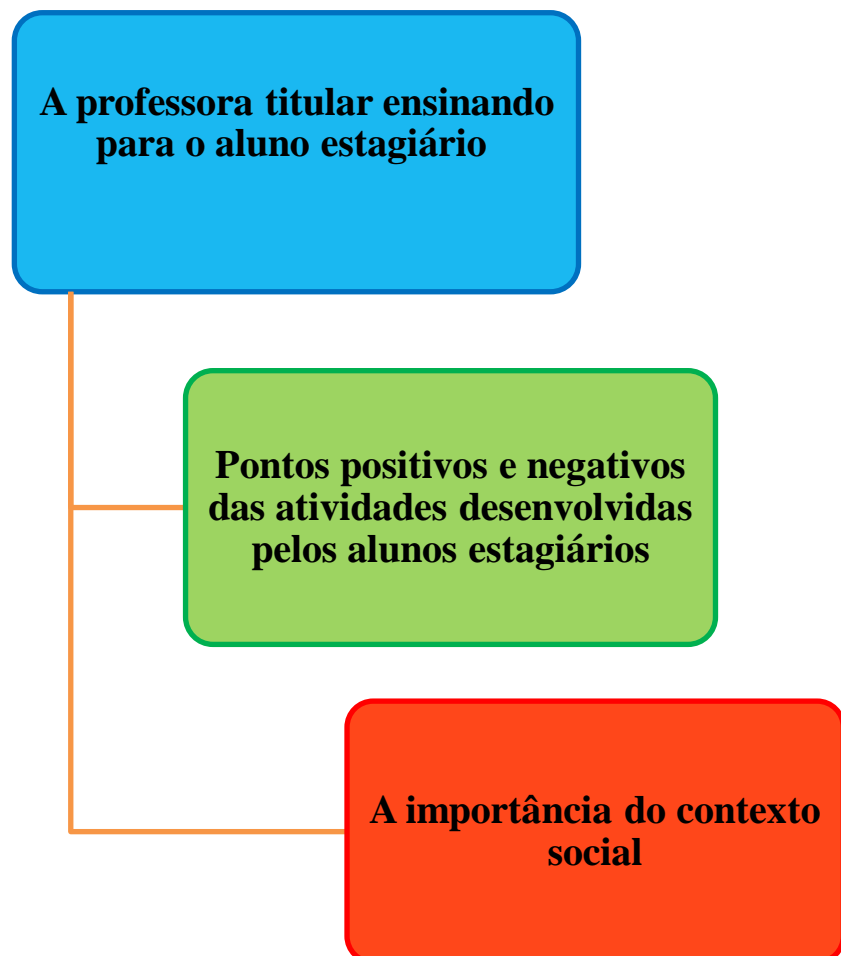 A professora titular ensinando
para o aluno estagiário
Pontos positivos e negativos
das atividades desenvolvidas
pelos alunos estagiários
A importância do contexto
social